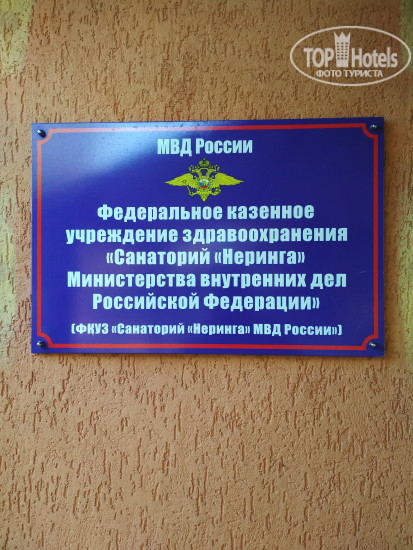 TOP Hotels
ФОТО ТУРИСТА
МВД РОССИИ
Федеральное казенное
учреждение здравоохранения
«Санаторий «Неринга»
Министерства внутренних дел
Российской Федерации»
(ФКУЗ «Санаторий «Неринга» МВД России»)